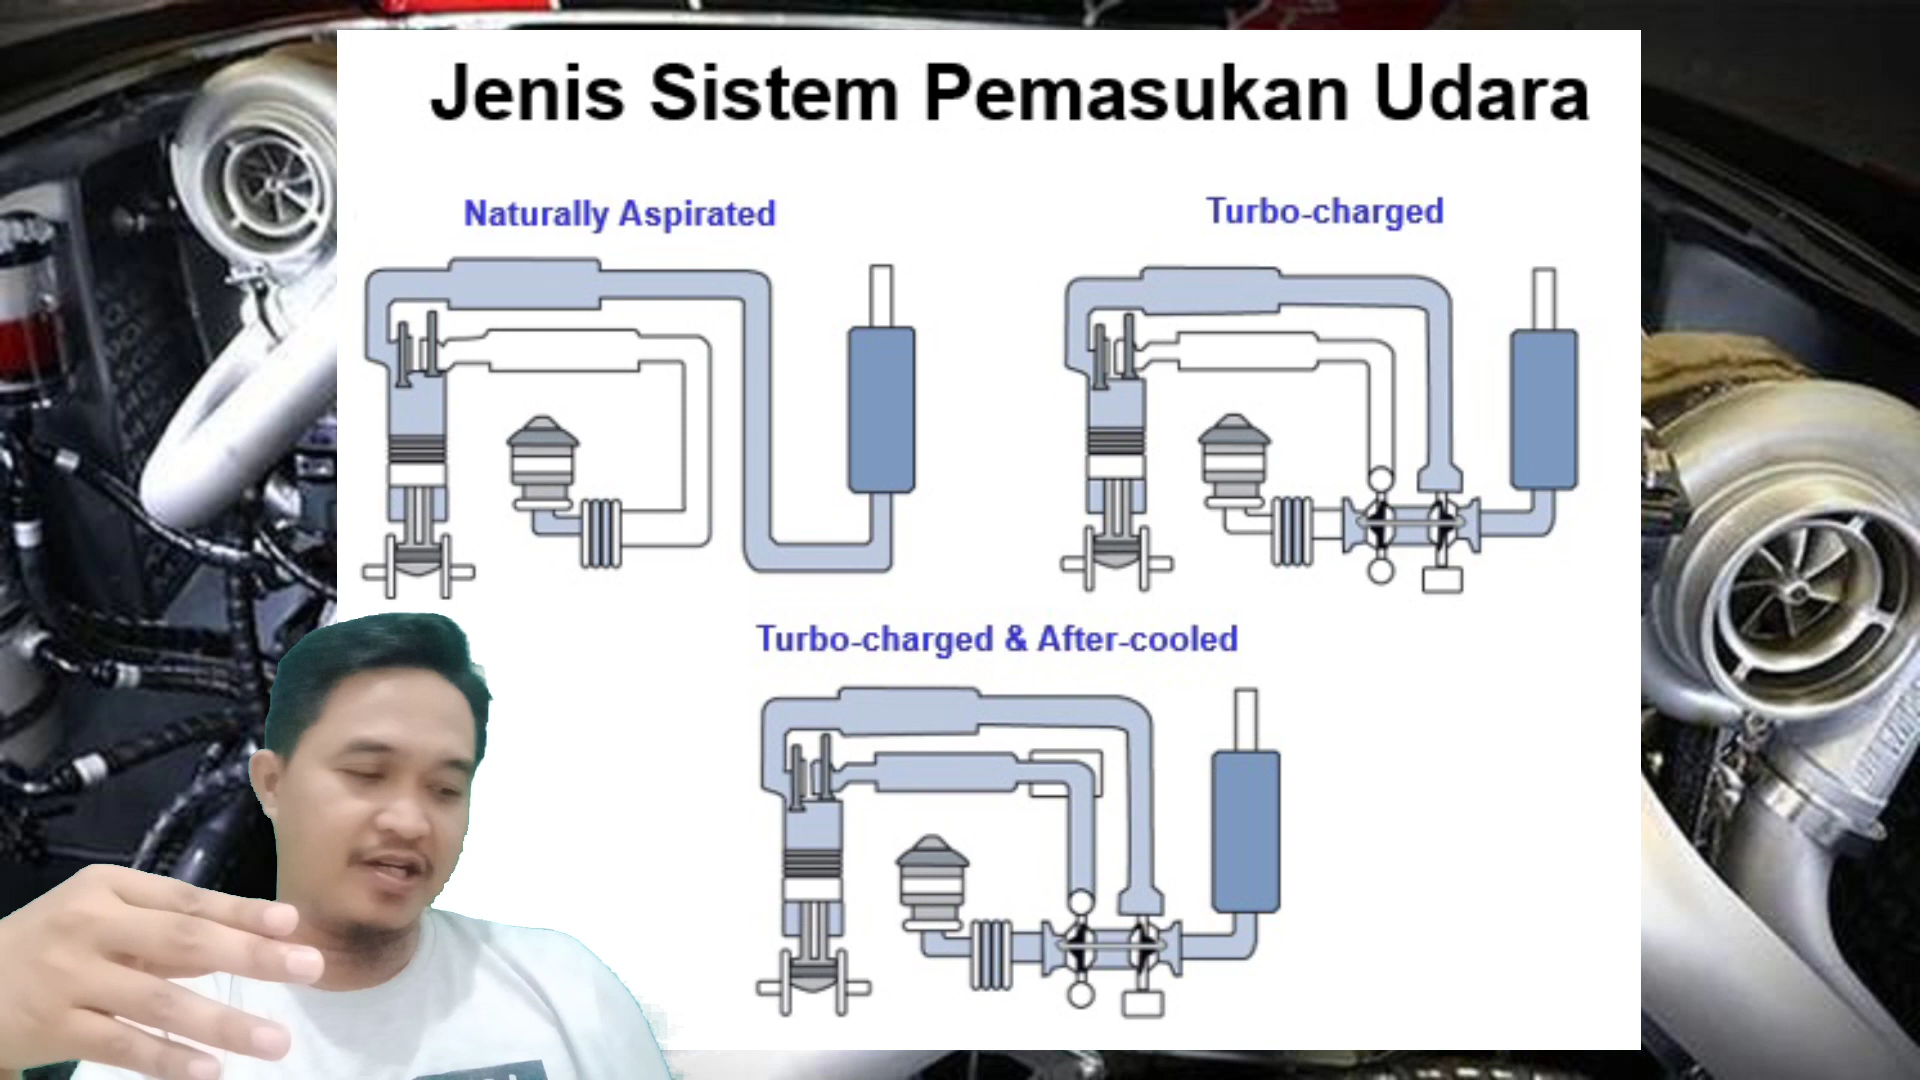 Jenis Sistem Pemasukan Udara
Naturally Aspirated
Turbo-charged
Turbo-charged & After-cooled